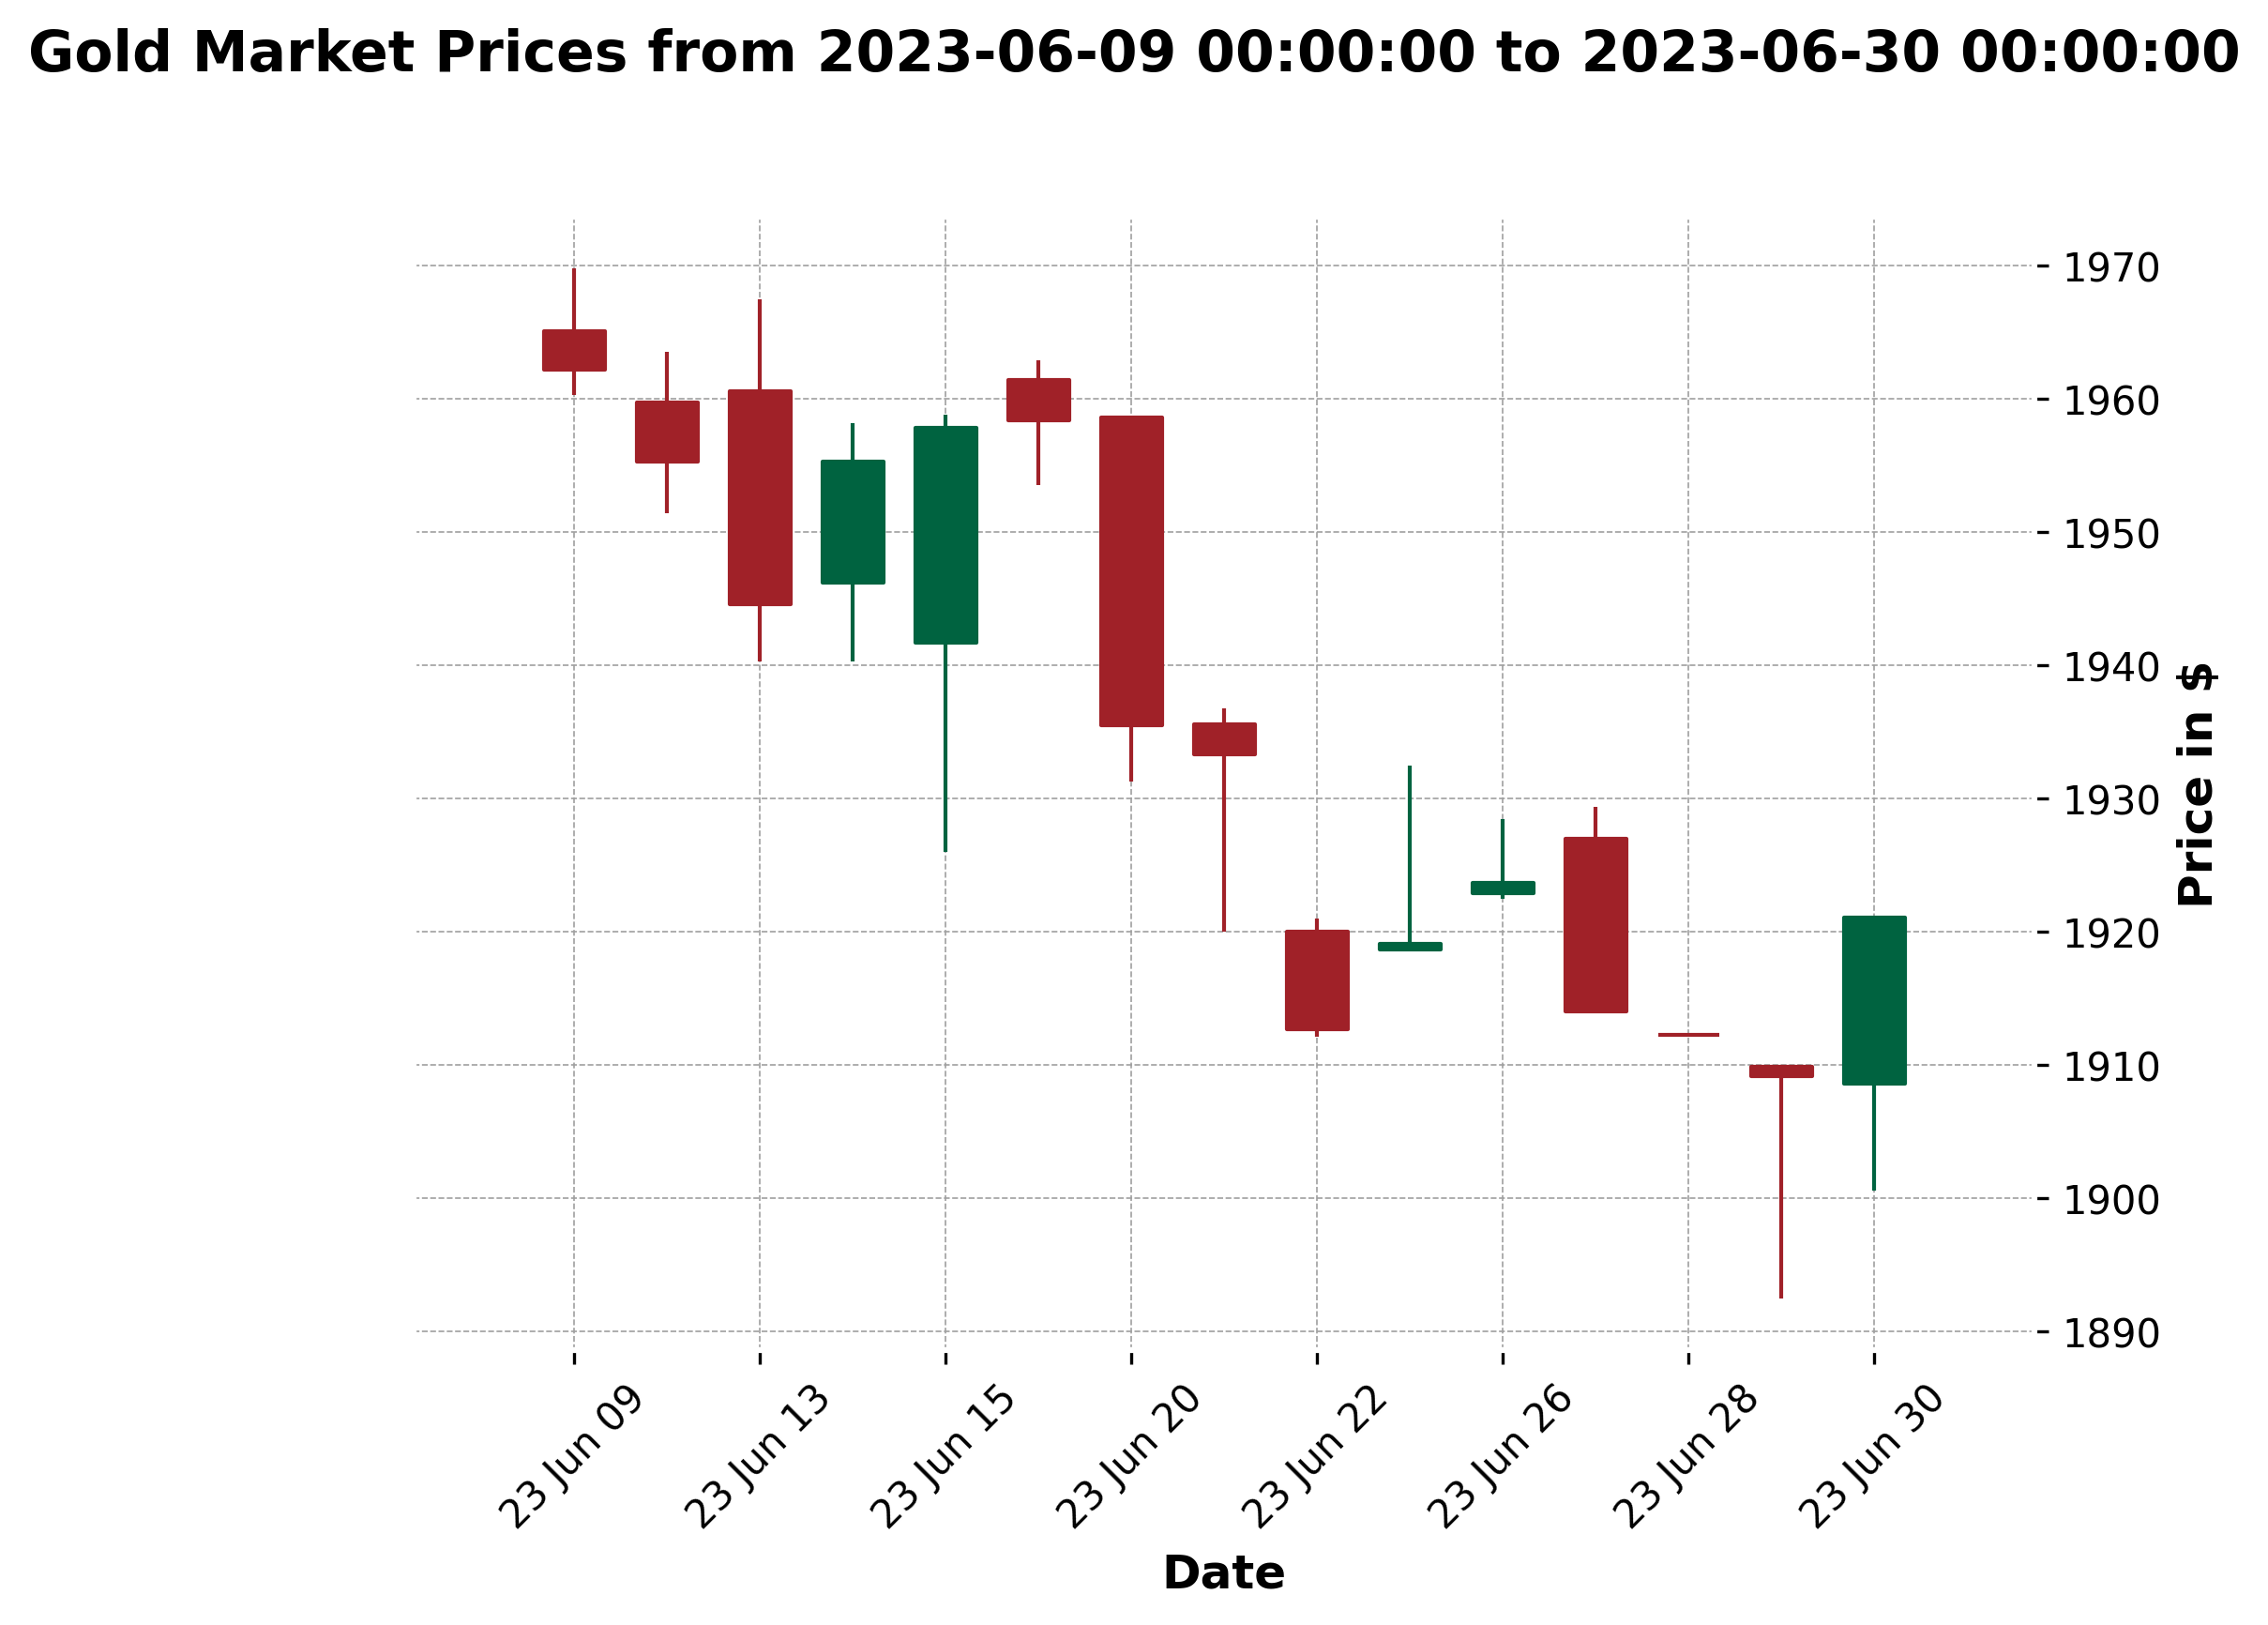 Gold Market Prices from 2023-06-09 00:00:00 to 2023-06-30 00:00:00
1970
1960
1950
1940
1930
1920
1910
1900
1890
Price in $
23 Jun 09
23 Jun 13
23 Jun 15
23 Jun 20
23 Jun 22
23 Jun 26
23 Jun 28
23 Jun 30
Date